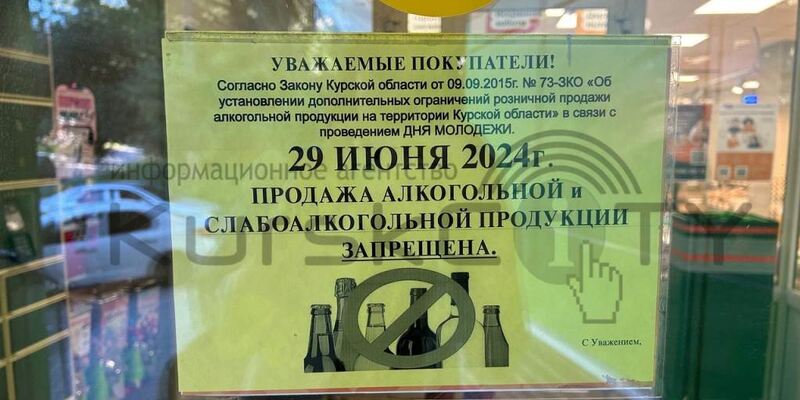 УВАЖАЕМЫЕ ПОКУПАТЕЛИ!
Согласно Закону Курской области от 09.09.2015г. № 73-ЗКО «Об
установлении дополнительных ограничений розничной продажи
алкогольной продукции на территории Курской области» в связи с
проведением ДНЯ МОЛОДЕЖИ.
29 ИЮНЯ 2024г.
информационное агентство
ПРОДАЖА АЛКОГОЛЬНОЙ и
СЛАБОАЛКОГОЛЬНОЙ ПРОДУКЦИИ
KURSKCITY
ЗАПРЕЩЕНА.
С Уважением,